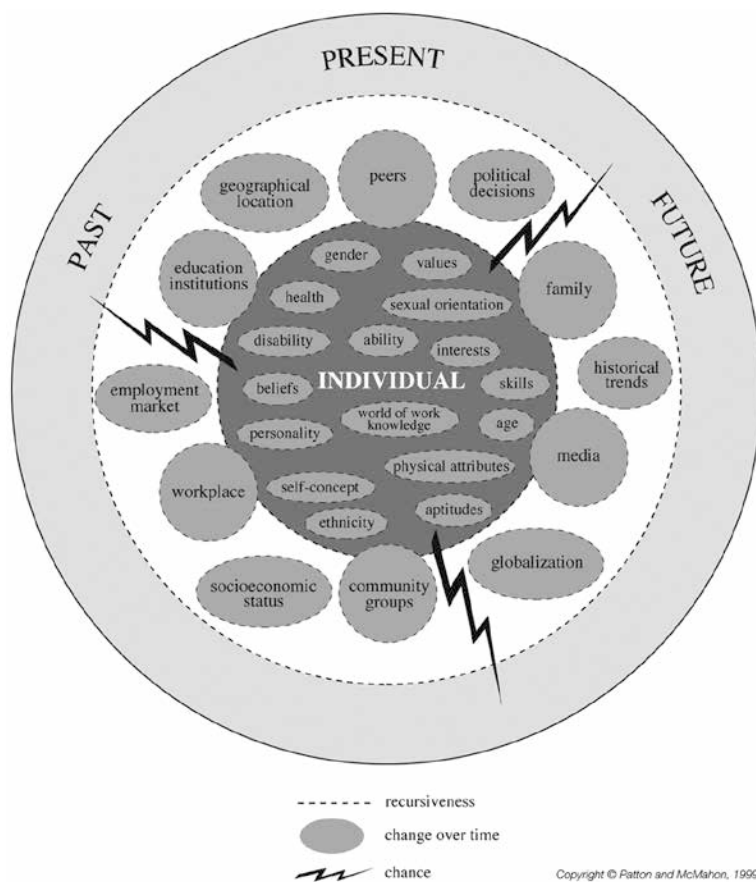 PRESENT
PAST
FUTURE
geographical
location
peers
political
decisions
education
institutions
gender
values
family
health
sexual orientation
disability
ability
interests
historical
trends
employment
market
beliefs
INDIVIDUAL
skills
personality
world of work
knowledge
age
media
workplace
self-concept
physical attributes
ethnicity
aptitudes
socioeconomic
status
community
groups
globalization
recursiveness
change over time
chance
Copyright © Patton and McMahon,